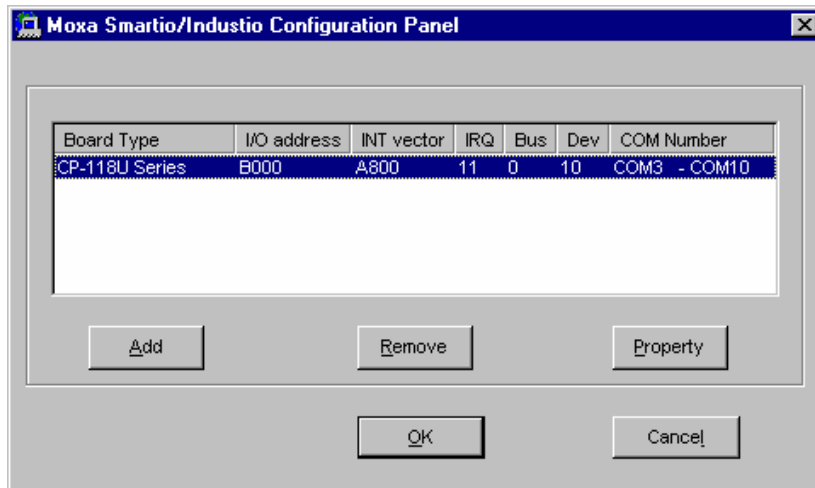 Moxa Smartio/Industio Configuration Panel
Board Type I/O address INT vector IRQ Bus Dev COM Number
CP-118U Series B000 A800 11 0 10 COM3 - COM10
Add Remove Property
OK Cancel